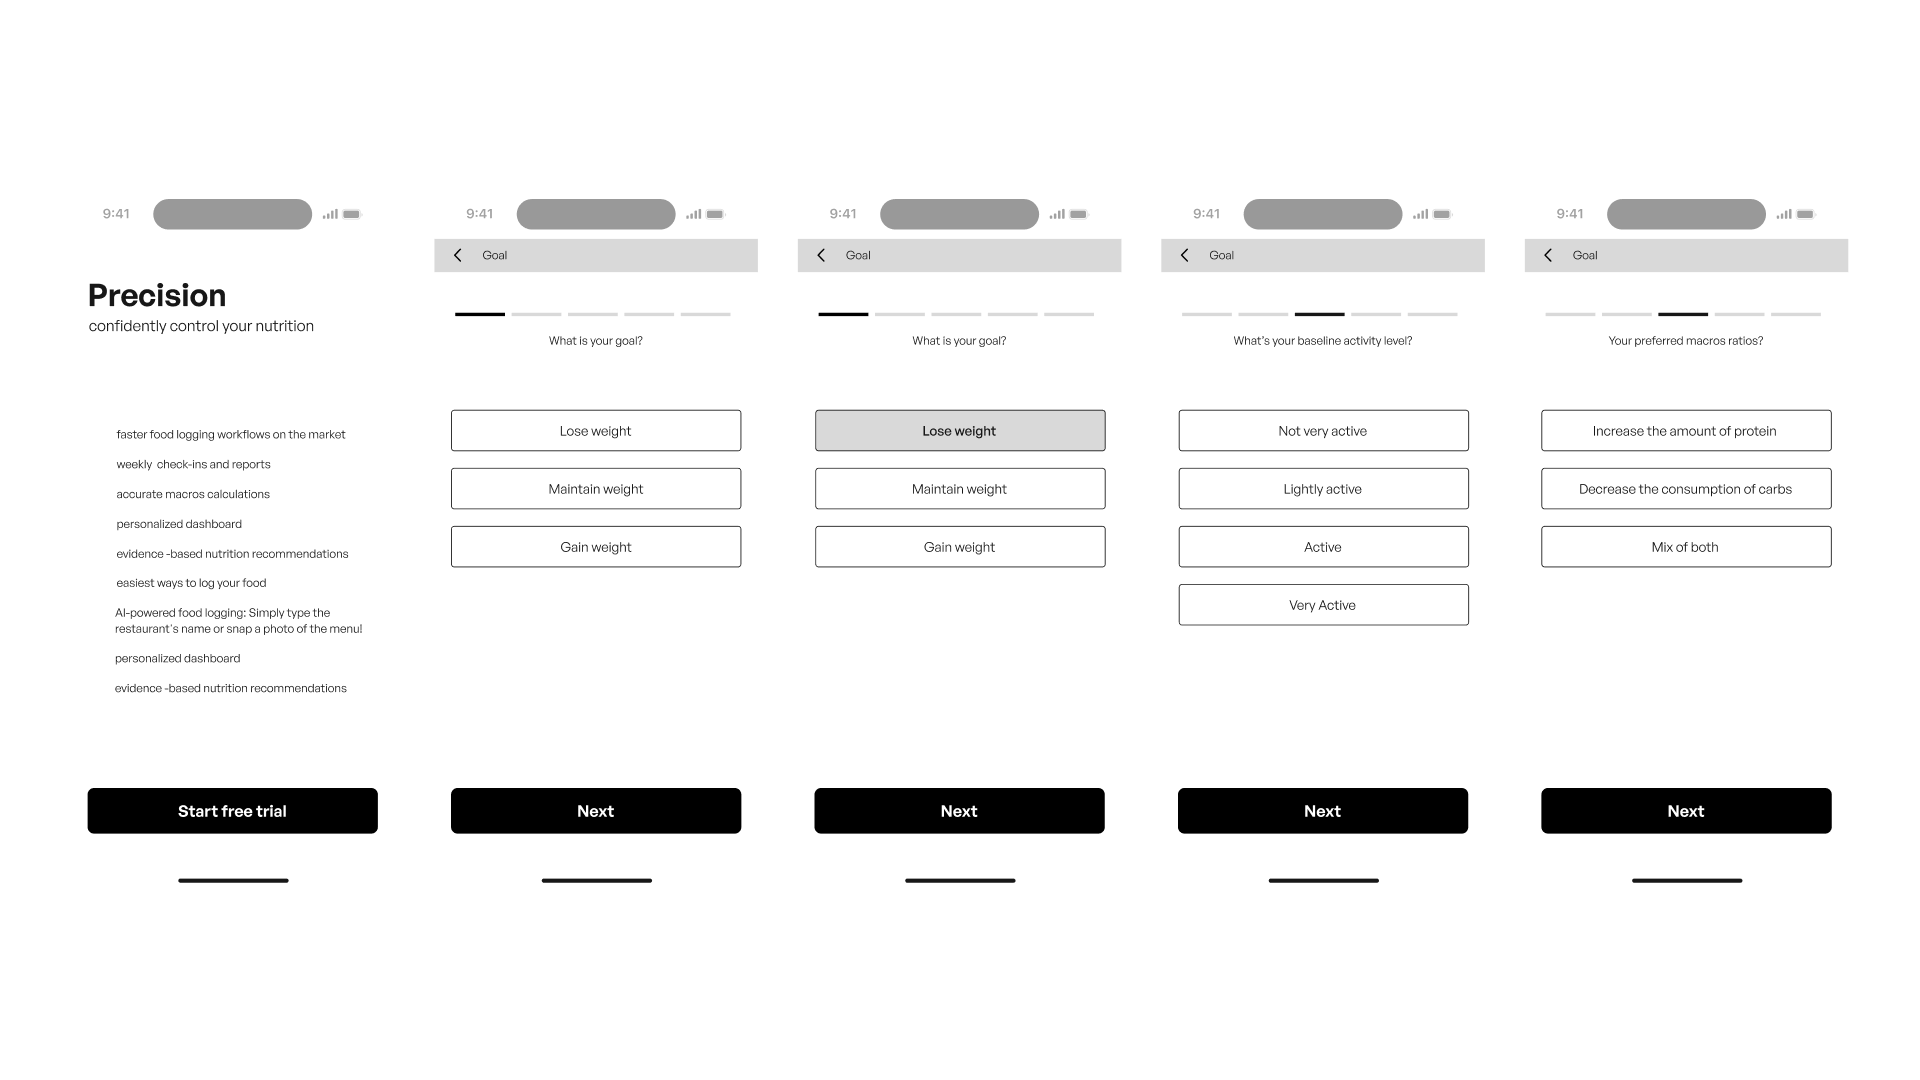 9:41
Precision
confidently control your nutrition
faster food logging workflows on the market
weekly  check-ins and reports
accurate macros calculations
personalized dashboard
evidence -based nutrition recommendations
easiest ways to log your food
AI-powered food logging: Simply type the
restaurant's name or snap a photo of the menu!
personalized dashboard
evidence -based nutrition recommendations
Start free trial
9:41
Goal
What is your goal?
Lose weight
Maintain weight
Gain weight
Next
9:41
Goal
What is your goal?
Lose weight
Maintain weight
Gain weight
Next
9:41
Goal
What's your baseline activity level?
Not very active
Lightly active
Active
Very Active
Next
9:41
Goal
Your preferred macros ratios?
Increase the amount of protein
Decrease the consumption of carbs
Mix of both
Next